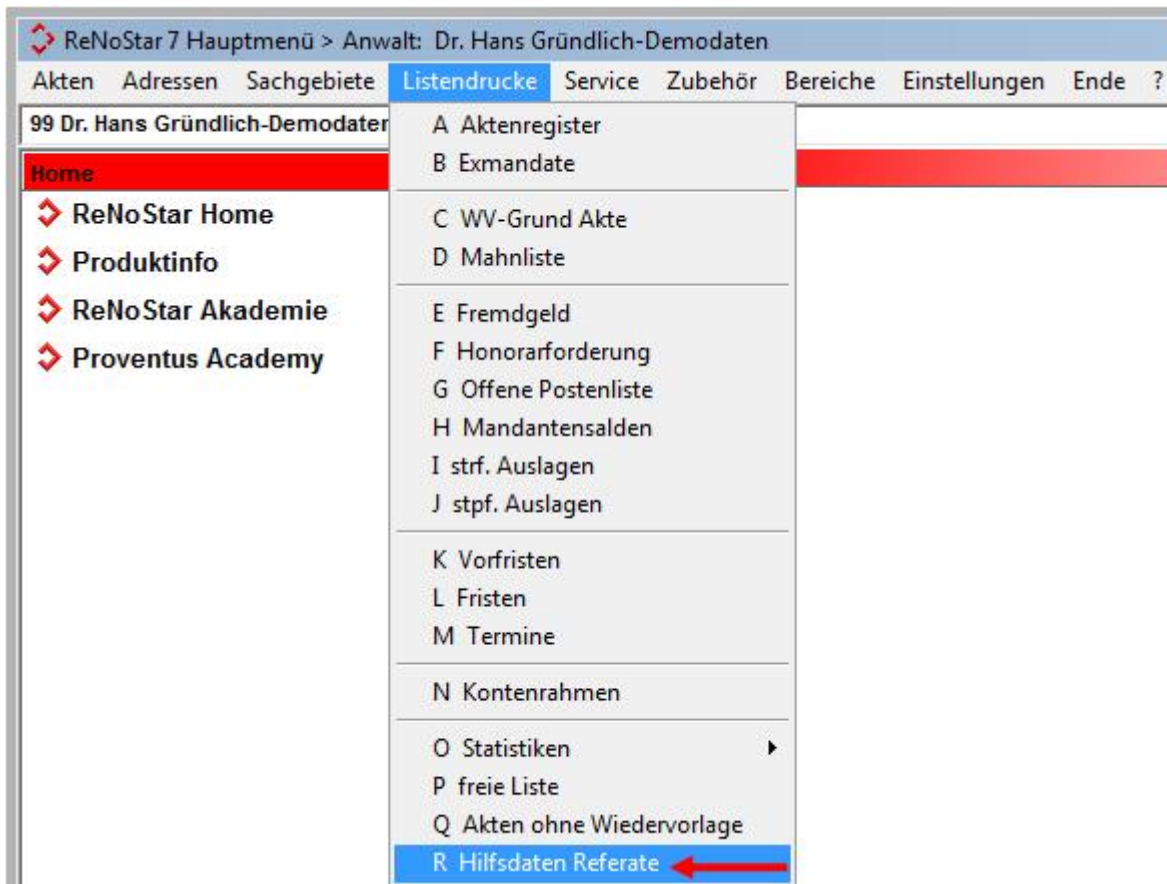 ReNoStar 7 Hauptmenü > Anwalt: Dr. Hans Gründlich-Demodaten
Akten Adressen Sachgebiete Listendrucke Service Zubehör Bereiche Einstellungen Ende ?
99 Dr. Hans Gründlich-Demodaten
Home
ReNoStar Home
Produktinfo
ReNoStar Akademie
Proventus Academy
A Aktenregister
B Exmandate
C WV-Grund Akte
D Mahnliste
E Fremdgeld
F Honorarforderung
G Offene Postenliste
H Mandantensalden
I strf. Auslagen
J stpf. Auslagen
K Vorfristen
L Fristen
M Termine
N Kontenrahmen
O Statistiken
P freie Liste
Q Akten ohne Wiedervorlage
R Hilfsdaten Referate